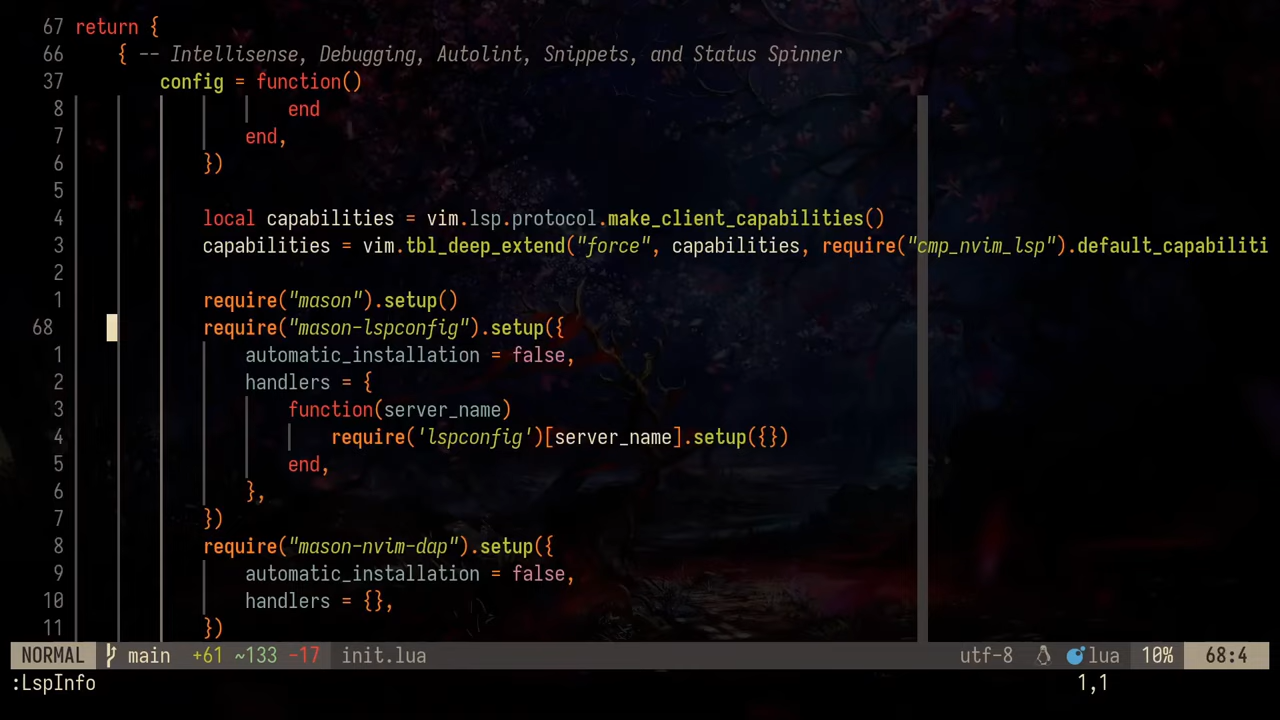 67 return {
66 { -- Intellisense, Debugging, Autolint, Snippets, and Status Spinner
37 config = function()
8 end
7 end,
6 })
5
4 local capabilities = vim.lsp.protocol.make_client_capabilities()
3 capabilities = vim.tbl_deep_extend("force", capabilities, require("cmp_nvim_lsp").default_capabiliti
2
1 require("mason").setup()
68 require("mason-lspconfig").setup({
1 automatic_installation = false,
2 handlers = {
3 function(server_name)
4 require('lspconfig')[server_name].setup({})
5 end,
6 },
7 })
8 require("mason-nvim-dap").setup({
9 automatic_installation = false,
10 handlers = {},
11 })
NORMAL main +61 ~133 -17 init.lua utf-8 lua 10% 68:4
:LspInfo 1,1